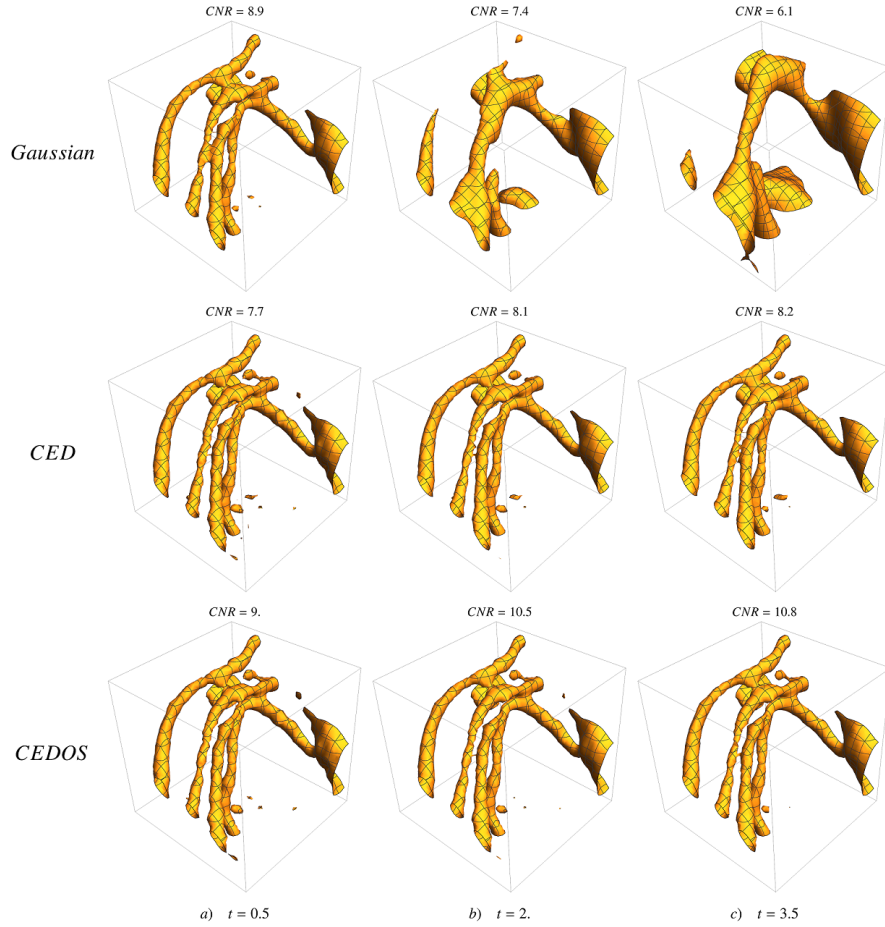 CNR = 8.9 CNR = 7.4 CNR = 6.1
Gaussian
CNR = 7.7 CNR = 8.1 CNR = 8.2
CED
CNR = 9. CNR = 10.5 CNR = 10.8
CEDOS
a) t = 0.5 b) t = 2. c) t = 3.5